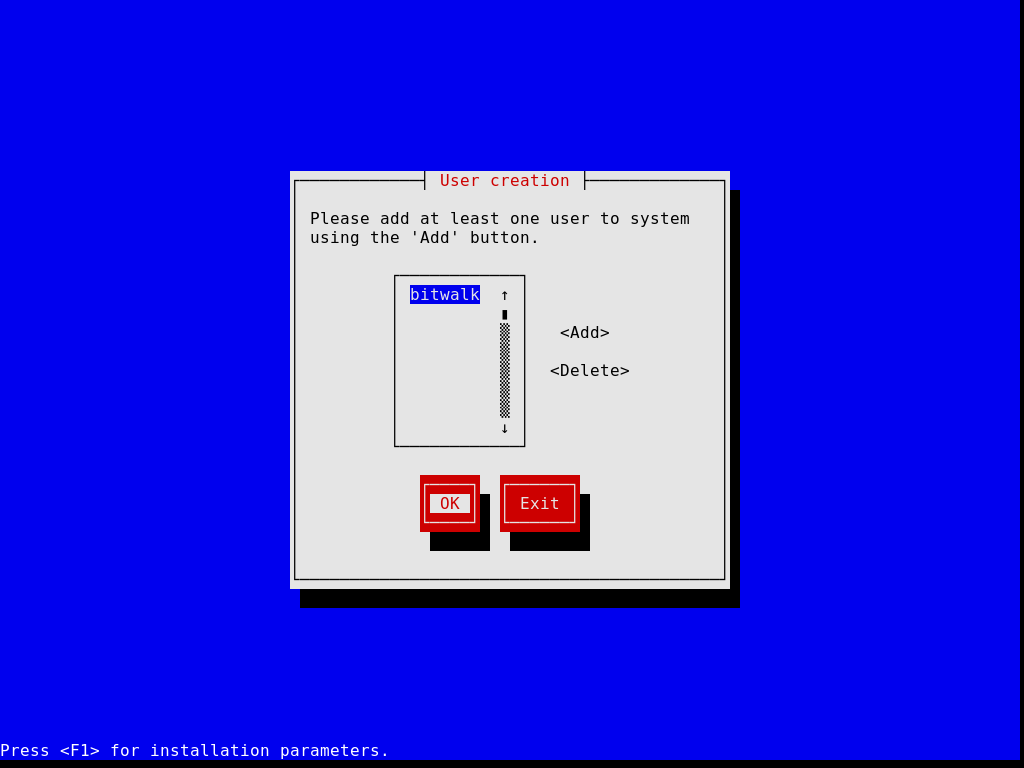 User creation
Please add at least one user to system
using the 'Add' button.
bitwalk ↑
<Add>
<Delete>
↓
OK Exit
Press <F1> for installation parameters.